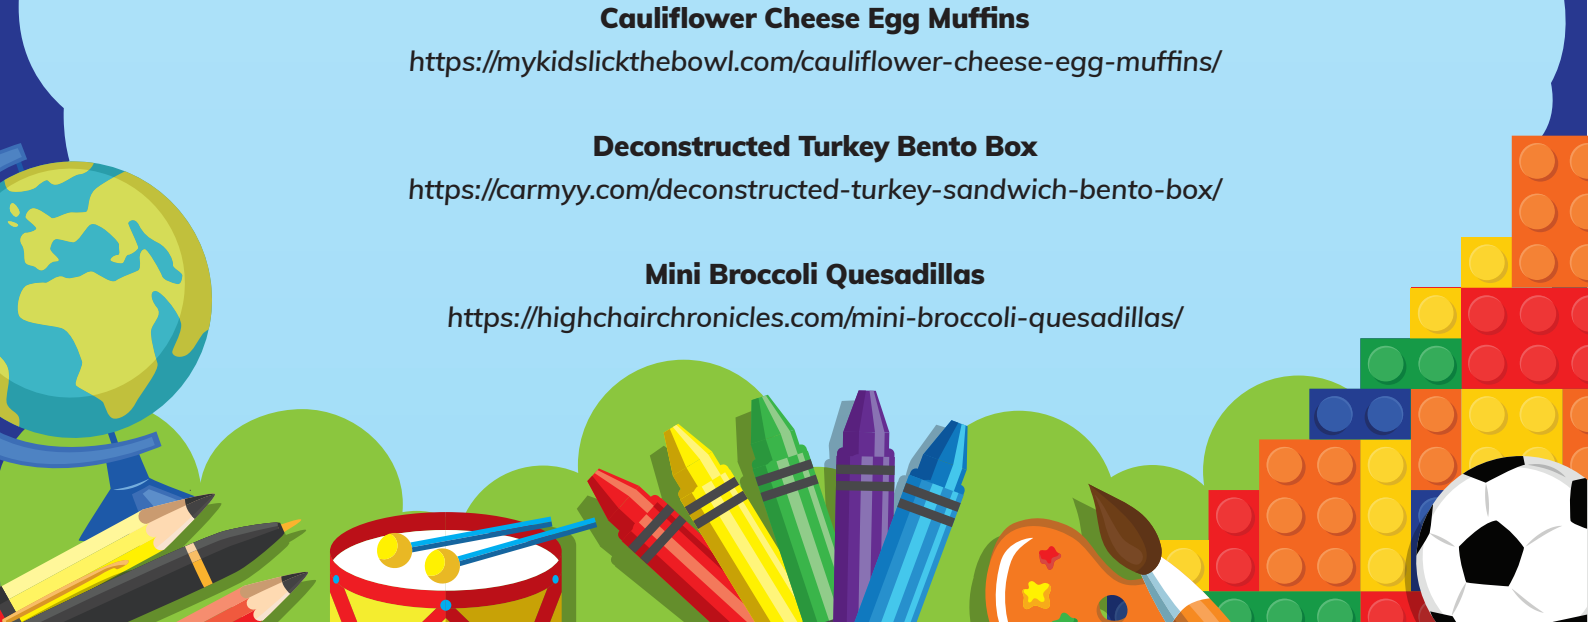 Cauliflower Cheese Egg Muffins
https://mykidslickthebowl.com/cauliflower-cheese-egg-muffins/
Deconstructed Turkey Bento Box
https://carmyy.com/deconstructed-turkey-sandwich-bento-box/
Mini Broccoli Quesadillas
https://highchairchronicles.com/mini-broccoli-quesadillas/